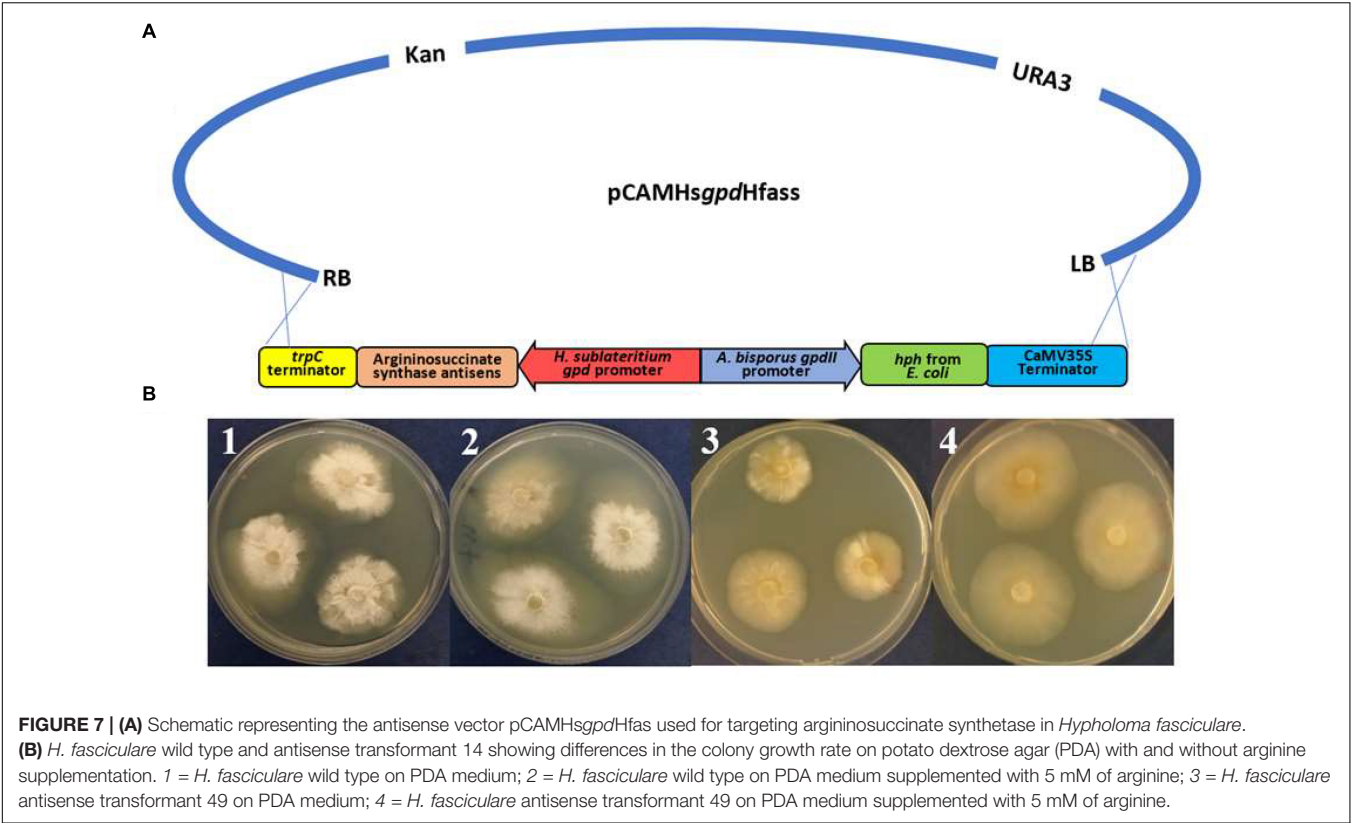 A
Kan
URA3
pCAMHsgpdHfass
RB
LB
trpC
terminator
Argininosuccinate
synthase antisens
H. sublateritium
gpd promoter
A. bisporus gpdII
promoter
hph from
E. coli
CaMV35S
Terminator
B
1
2
3
4
FIGURE 7 | (A) Schematic representing the antisense vector pCAMHsgpdHfas used for targeting argininosuccinate synthetase in Hypholoma fasciculare.
(B) H. fasciculare wild type and antisense transformant 14 showing differences in the colony growth rate on potato dextrose agar (PDA) with and without arginine
supplementation. 1 = H. fasciculare wild type on PDA medium; 2 = H. fasciculare wild type on PDA medium supplemented with 5 mM of arginine; 3 = H. fasciculare
antisense transformant 49 on PDA medium; 4 = H. fasciculare antisense transformant 49 on PDA medium supplemented with 5 mM of arginine.